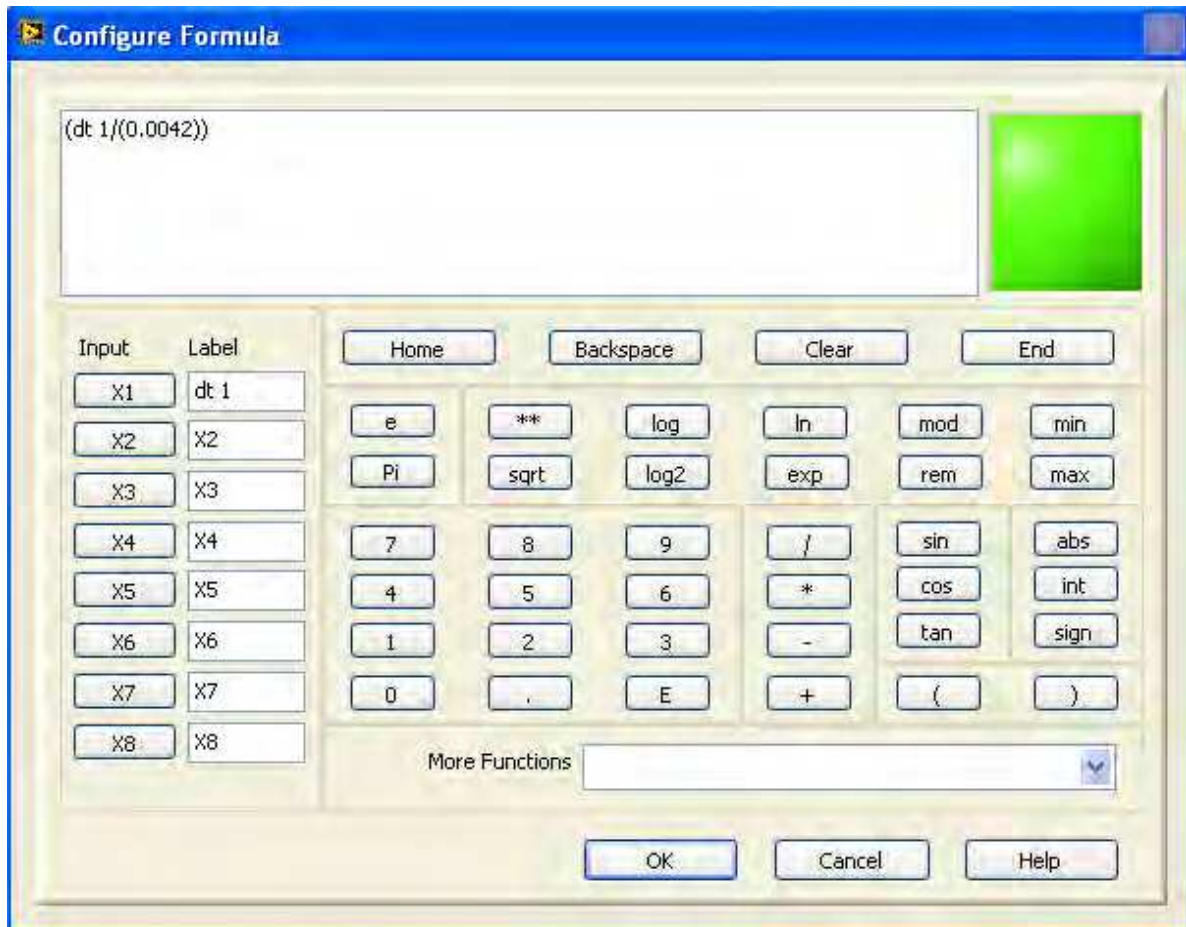 Configure Formula
(dt 1/(0.0042))
Input Label
X1 dt 1
X2 X2
X3 X3
X4 X4
X5 X5
X6 X6
X7 X7
X8 X8
Home Backspace Clear End
e ** log ln mod min
Pi sqrt log2 exp rem max
7 8 9 / sin abs
4 5 6 * cos int
1 2 3 - tan sign
0 . E + ( )
More Functions
OK Cancel Help